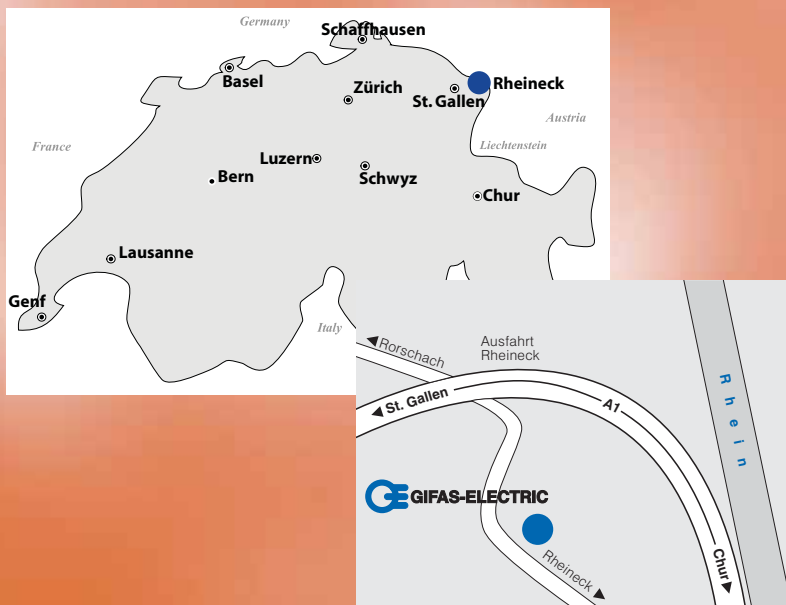 Germany
Schaffhausen
Basel
Zürich
Rheineck
St. Gallen
Austria
France
Liechtenstein
Luzern
Bern
Schwyz
Chur
Lausanne
Genf
Italy
Rorschach
Ausfahrt
Rheineck
St. Gallen
A1
Rhein
GIFAS-ELECTRIC
Rheineck
Chur